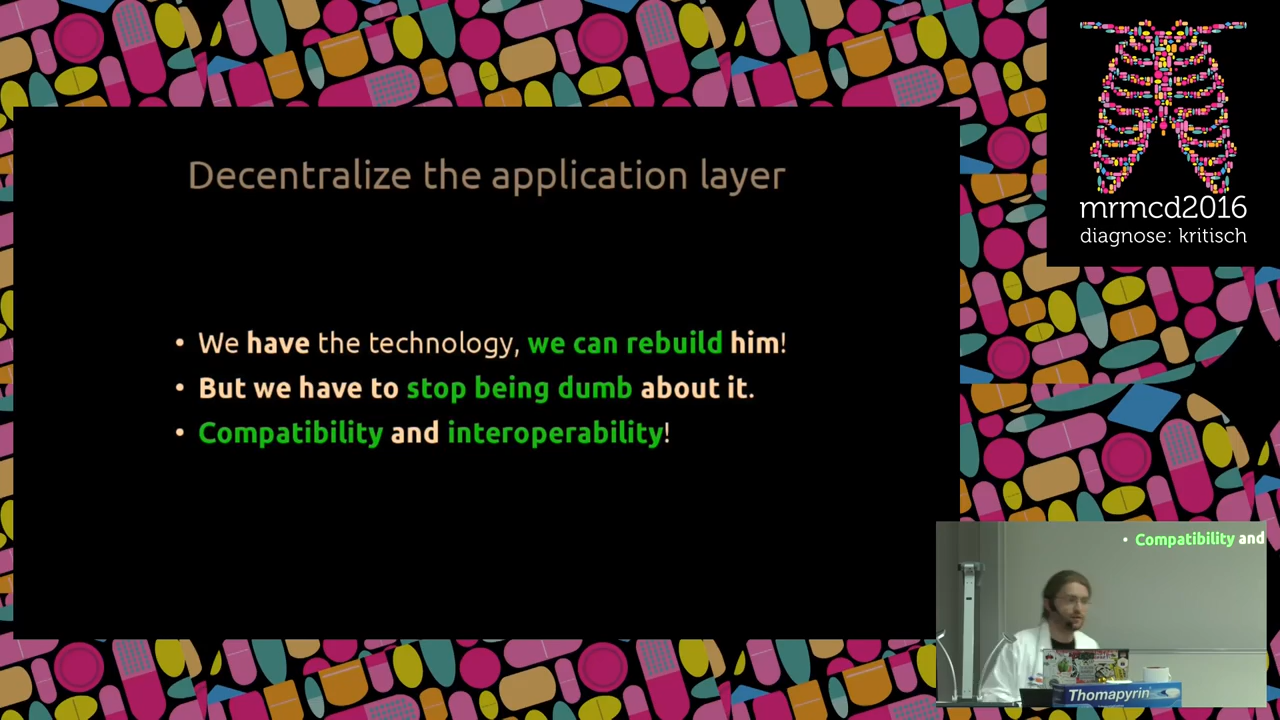 Decentralize the application layer
• We have the technology, we can rebuild him!
• But we have to stop being dumb about it.
• Compatibility and interoperability!
mrmcd2016
diagnose: kritisch
• Compatibility and
Thomapyrin